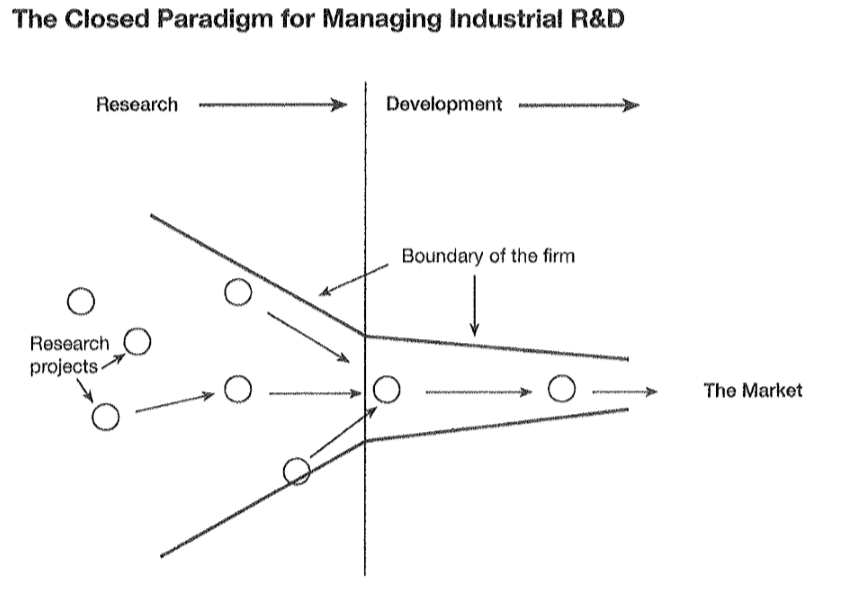 The Closed Paradigm for Managing Industrial R&D
Research
Development
Boundary of the firm
Research
projects
The Market